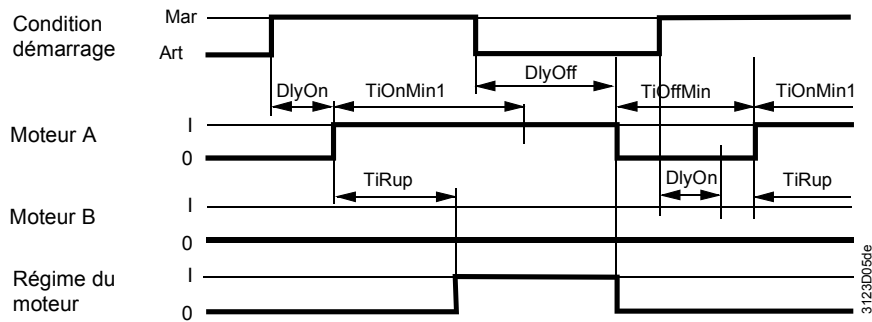 Condition
démarrage
Mar
Art
DlyOff
DlyOn
TiOnMin1
TiOffMin
TiOnMin1
Moteur A
I
0
TiRup
DlyOn
TiRup
Moteur B
I
0
Régime du
moteur
I
0
3123D05de